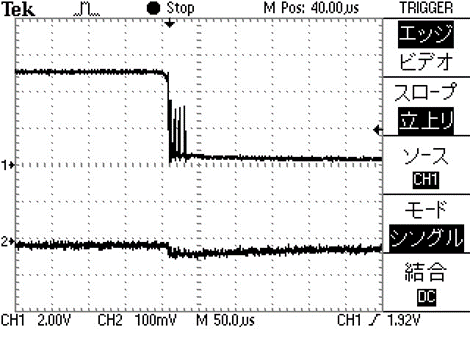 Tek Stop M Pos: 40.00µs TRIGGER
エッジ
ビデオ
スロープ
立上り
ソース
CH1
モード
シングル
結合
DC
1
2
CH1 2.00V CH2 100mV M 50.0µs CH1 1.92V